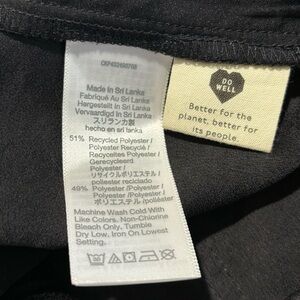 Made in Sri Lanka
Fabriqué Au Sri Lanka
Hergestellt in Sri Lanka
Vervaardigd In Sri Lanka
スリランカ製
hecho en sri lanka
51% Recycled Polyester/
Polyester Recyclé/
Recyceltes Polyester/
Gerecycleerd
Polyester/
リサイクルポリエステル/
poliester reciclado
49% Polyester/Polyester/
Polyester/Polyester/
ポリエステル/poliéster
Machine Wash Cold With
Like Colors. Non-Chlorine
Bleach Only. Tumble
Dry Low. Iron On Lowest
Setting.
DO
WELL
Better for the
planet, better for
its people.